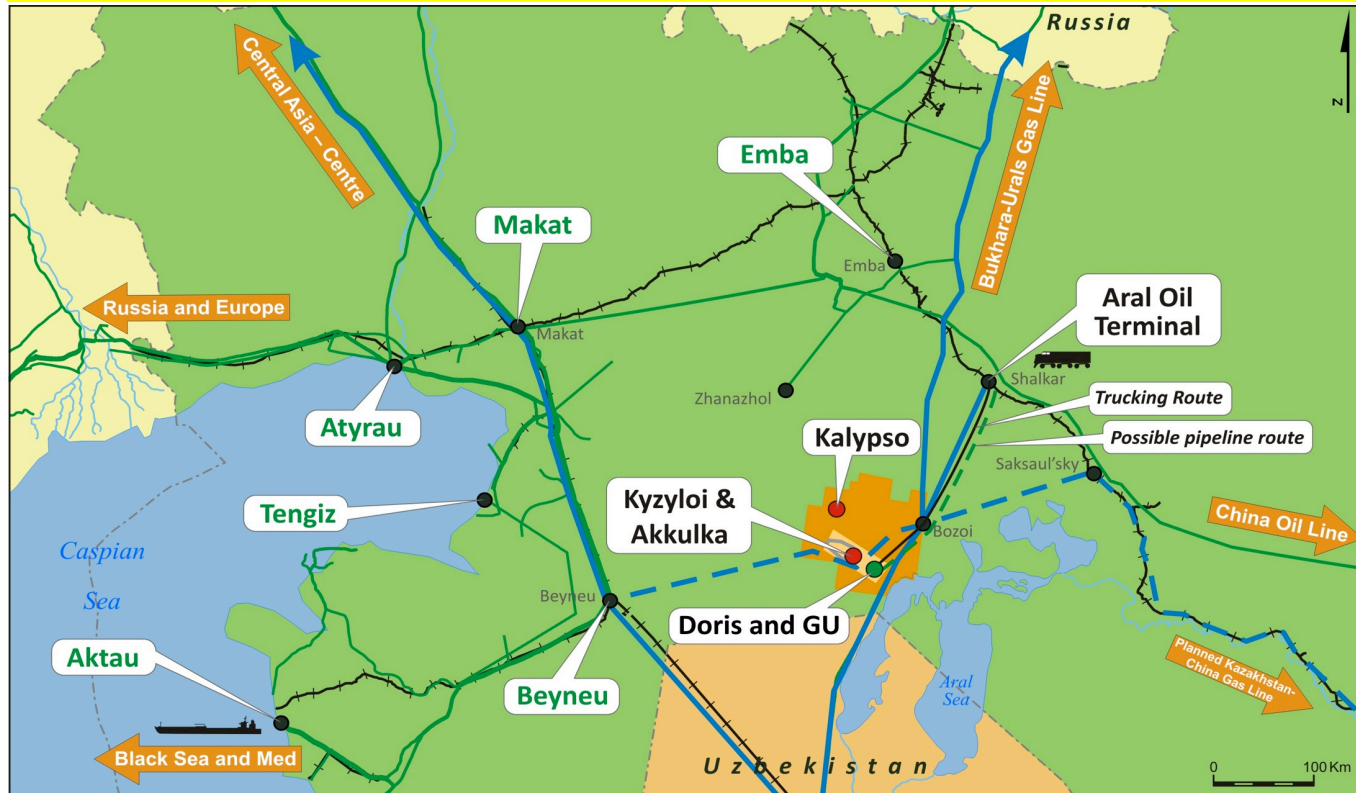 Russia
N
Central Asia – Centre
Bukhara-Urals Gas Line
Emba
Makat
Emba
Russia and Europe
Makat
Aral Oil
Terminal
Shalkar
Atyrau
Zhanazhol
Trucking Route
Kalypso
Possible pipeline route
Saksaul'sky
Kyzyloi &
Akkulka
Tengiz
China Oil Line
Bozoi
Caspian
Sea
Beyneu
Doris and GU
Aktau
Beyneu
Planned Kazakhstan-
China Gas Line
Aral
Sea
Black Sea and Med
Uzbekistan
0 100 Km